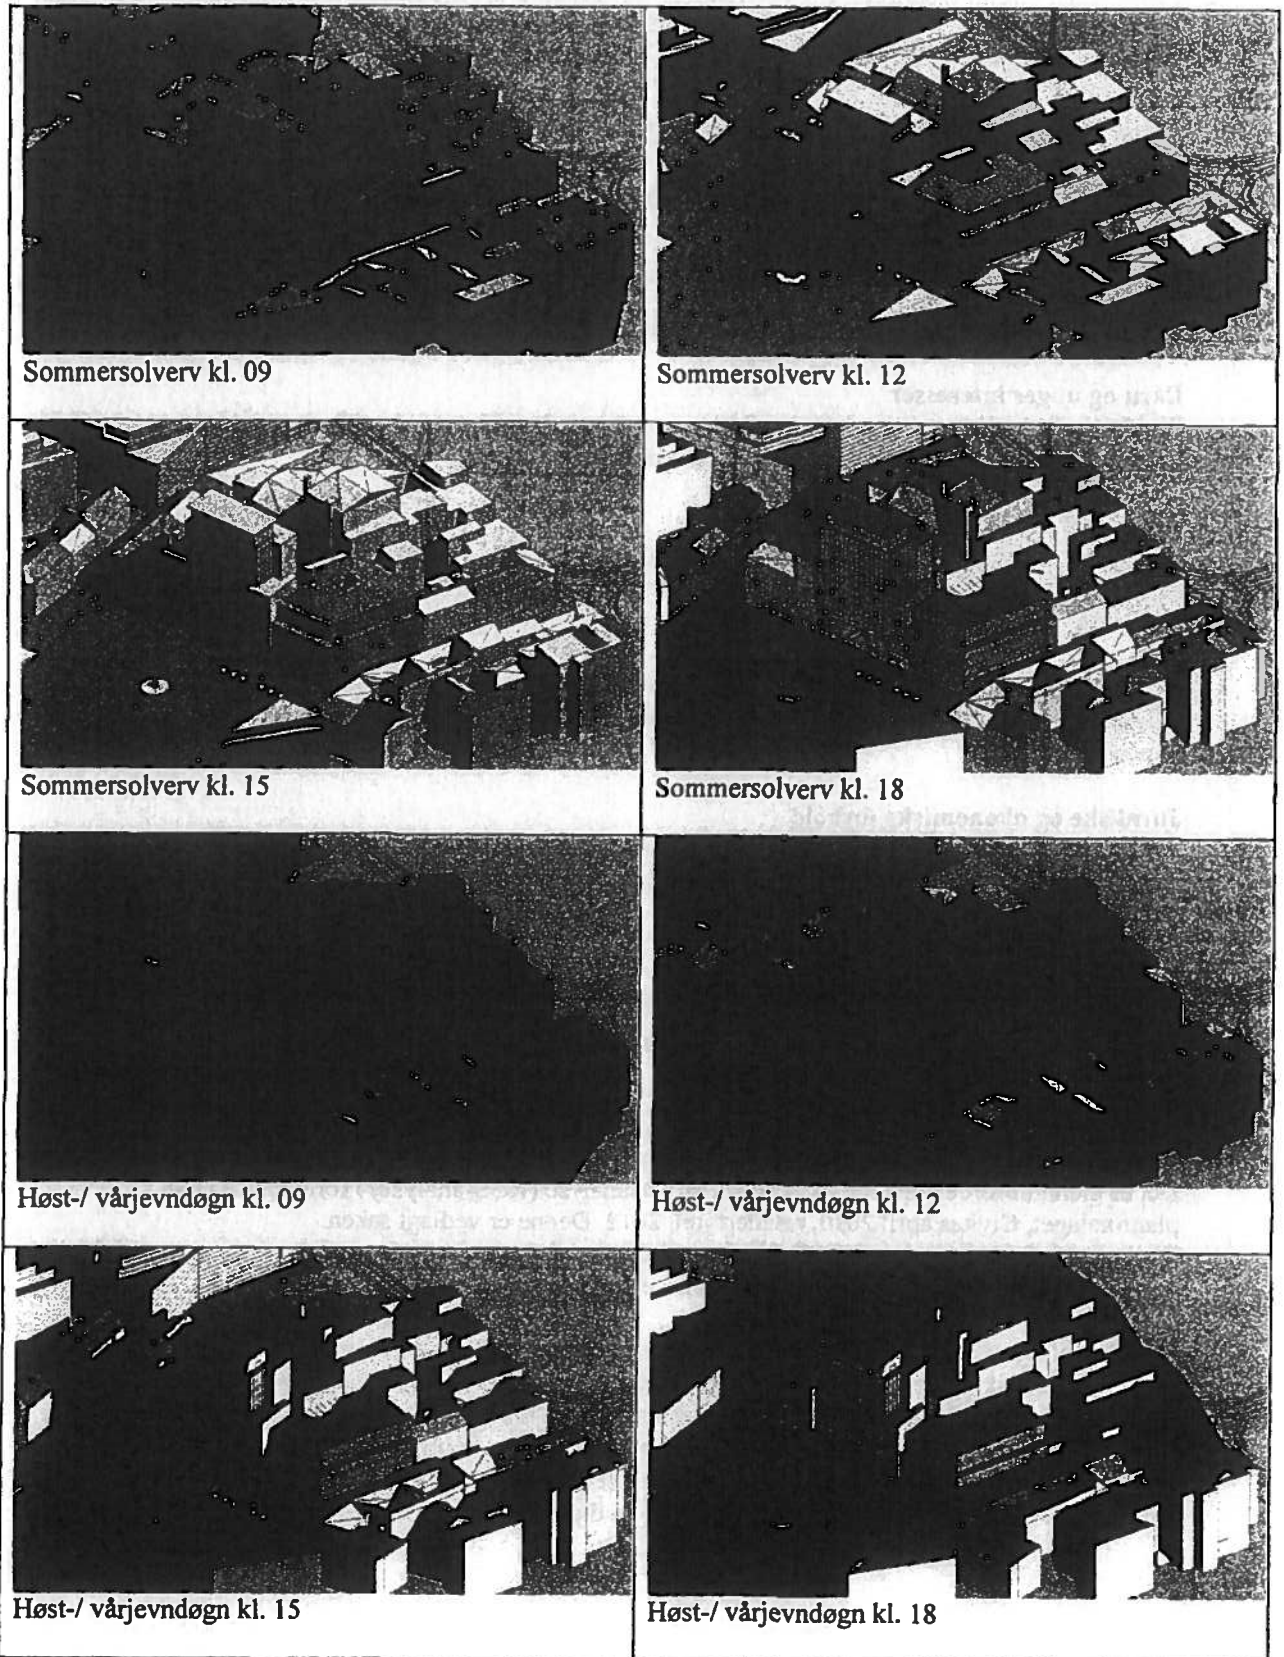 Sommersolverv kl. 09
Sommersolverv kl. 12
Sommersolverv kl. 15
Sommersolverv kl. 18
Høst-/ vårjevndøgn kl. 09
Høst-/ vårjevndøgn kl. 12
Høst-/ vårjevndøgn kl. 15
Høst-/ vårjevndøgn kl. 18